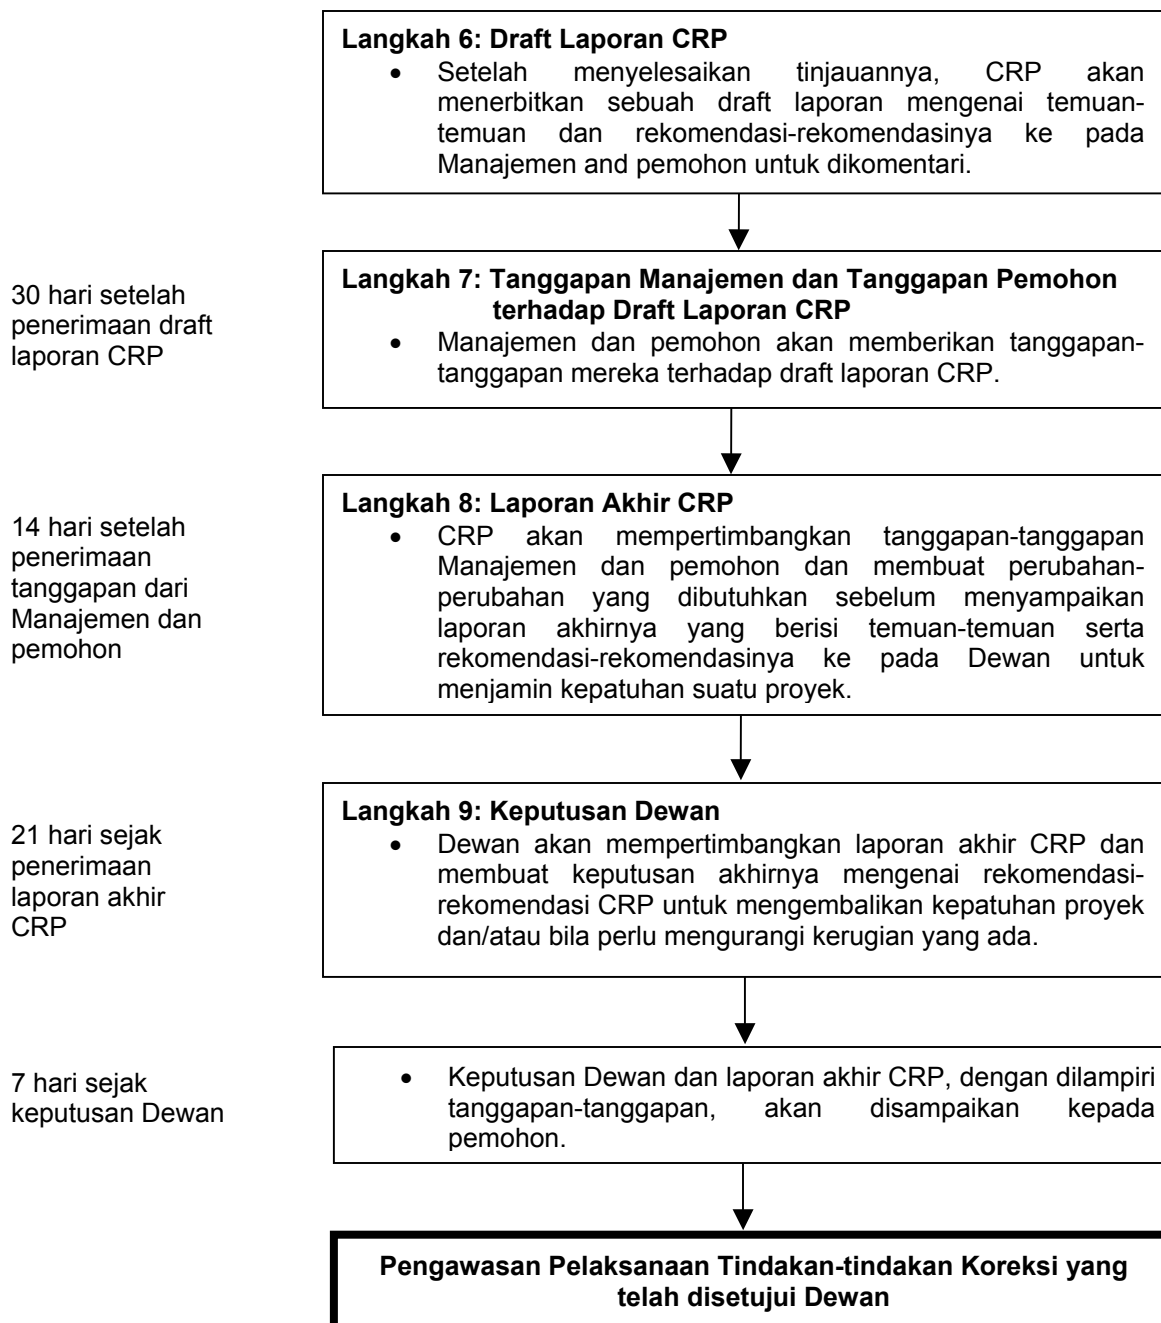 Langkah 6: Draft Laporan CRP
• Setelah menyelesaikan tinjauannya, CRP akan
menerbitkan sebuah draft laporan mengenai temuan-
temuan dan rekomendasi-rekomendasinya ke pada
Manajemen and pemohon untuk dikomentari.
30 hari setelah
penerimaan draft
laporan CRP
Langkah 7: Tanggapan Manajemen dan Tanggapan Pemohon
terhadap Draft Laporan CRP
• Manajemen dan pemohon akan memberikan tanggapan-
tanggapan mereka terhadap draft laporan CRP.
14 hari setelah
penerimaan
tanggapan dari
Manajemen dan
pemohon
Langkah 8: Laporan Akhir CRP
• CRP akan mempertimbangkan tanggapan-tanggapan
Manajemen dan pemohon dan membuat perubahan-
perubahan yang dibutuhkan sebelum menyampaikan
laporan akhirnya yang berisi temuan-temuan serta
rekomendasi-rekomendasinya ke pada Dewan untuk
menjamin kepatuhan suatu proyek.
21 hari sejak
penerimaan
laporan akhir
CRP
Langkah 9: Keputusan Dewan
• Dewan akan mempertimbangkan laporan akhir CRP dan
membuat keputusan akhirnya mengenai rekomendasi-
rekomendasi CRP untuk mengembalikan kepatuhan proyek
dan/atau bila perlu mengurangi kerugian yang ada.
7 hari sejak
keputusan Dewan
• Keputusan Dewan dan laporan akhir CRP, dengan dilampiri
tanggapan-tanggapan, akan disampaikan kepada
pemohon.
Pengawasan Pelaksanaan Tindakan-tindakan Koreksi yang
telah disetujui Dewan